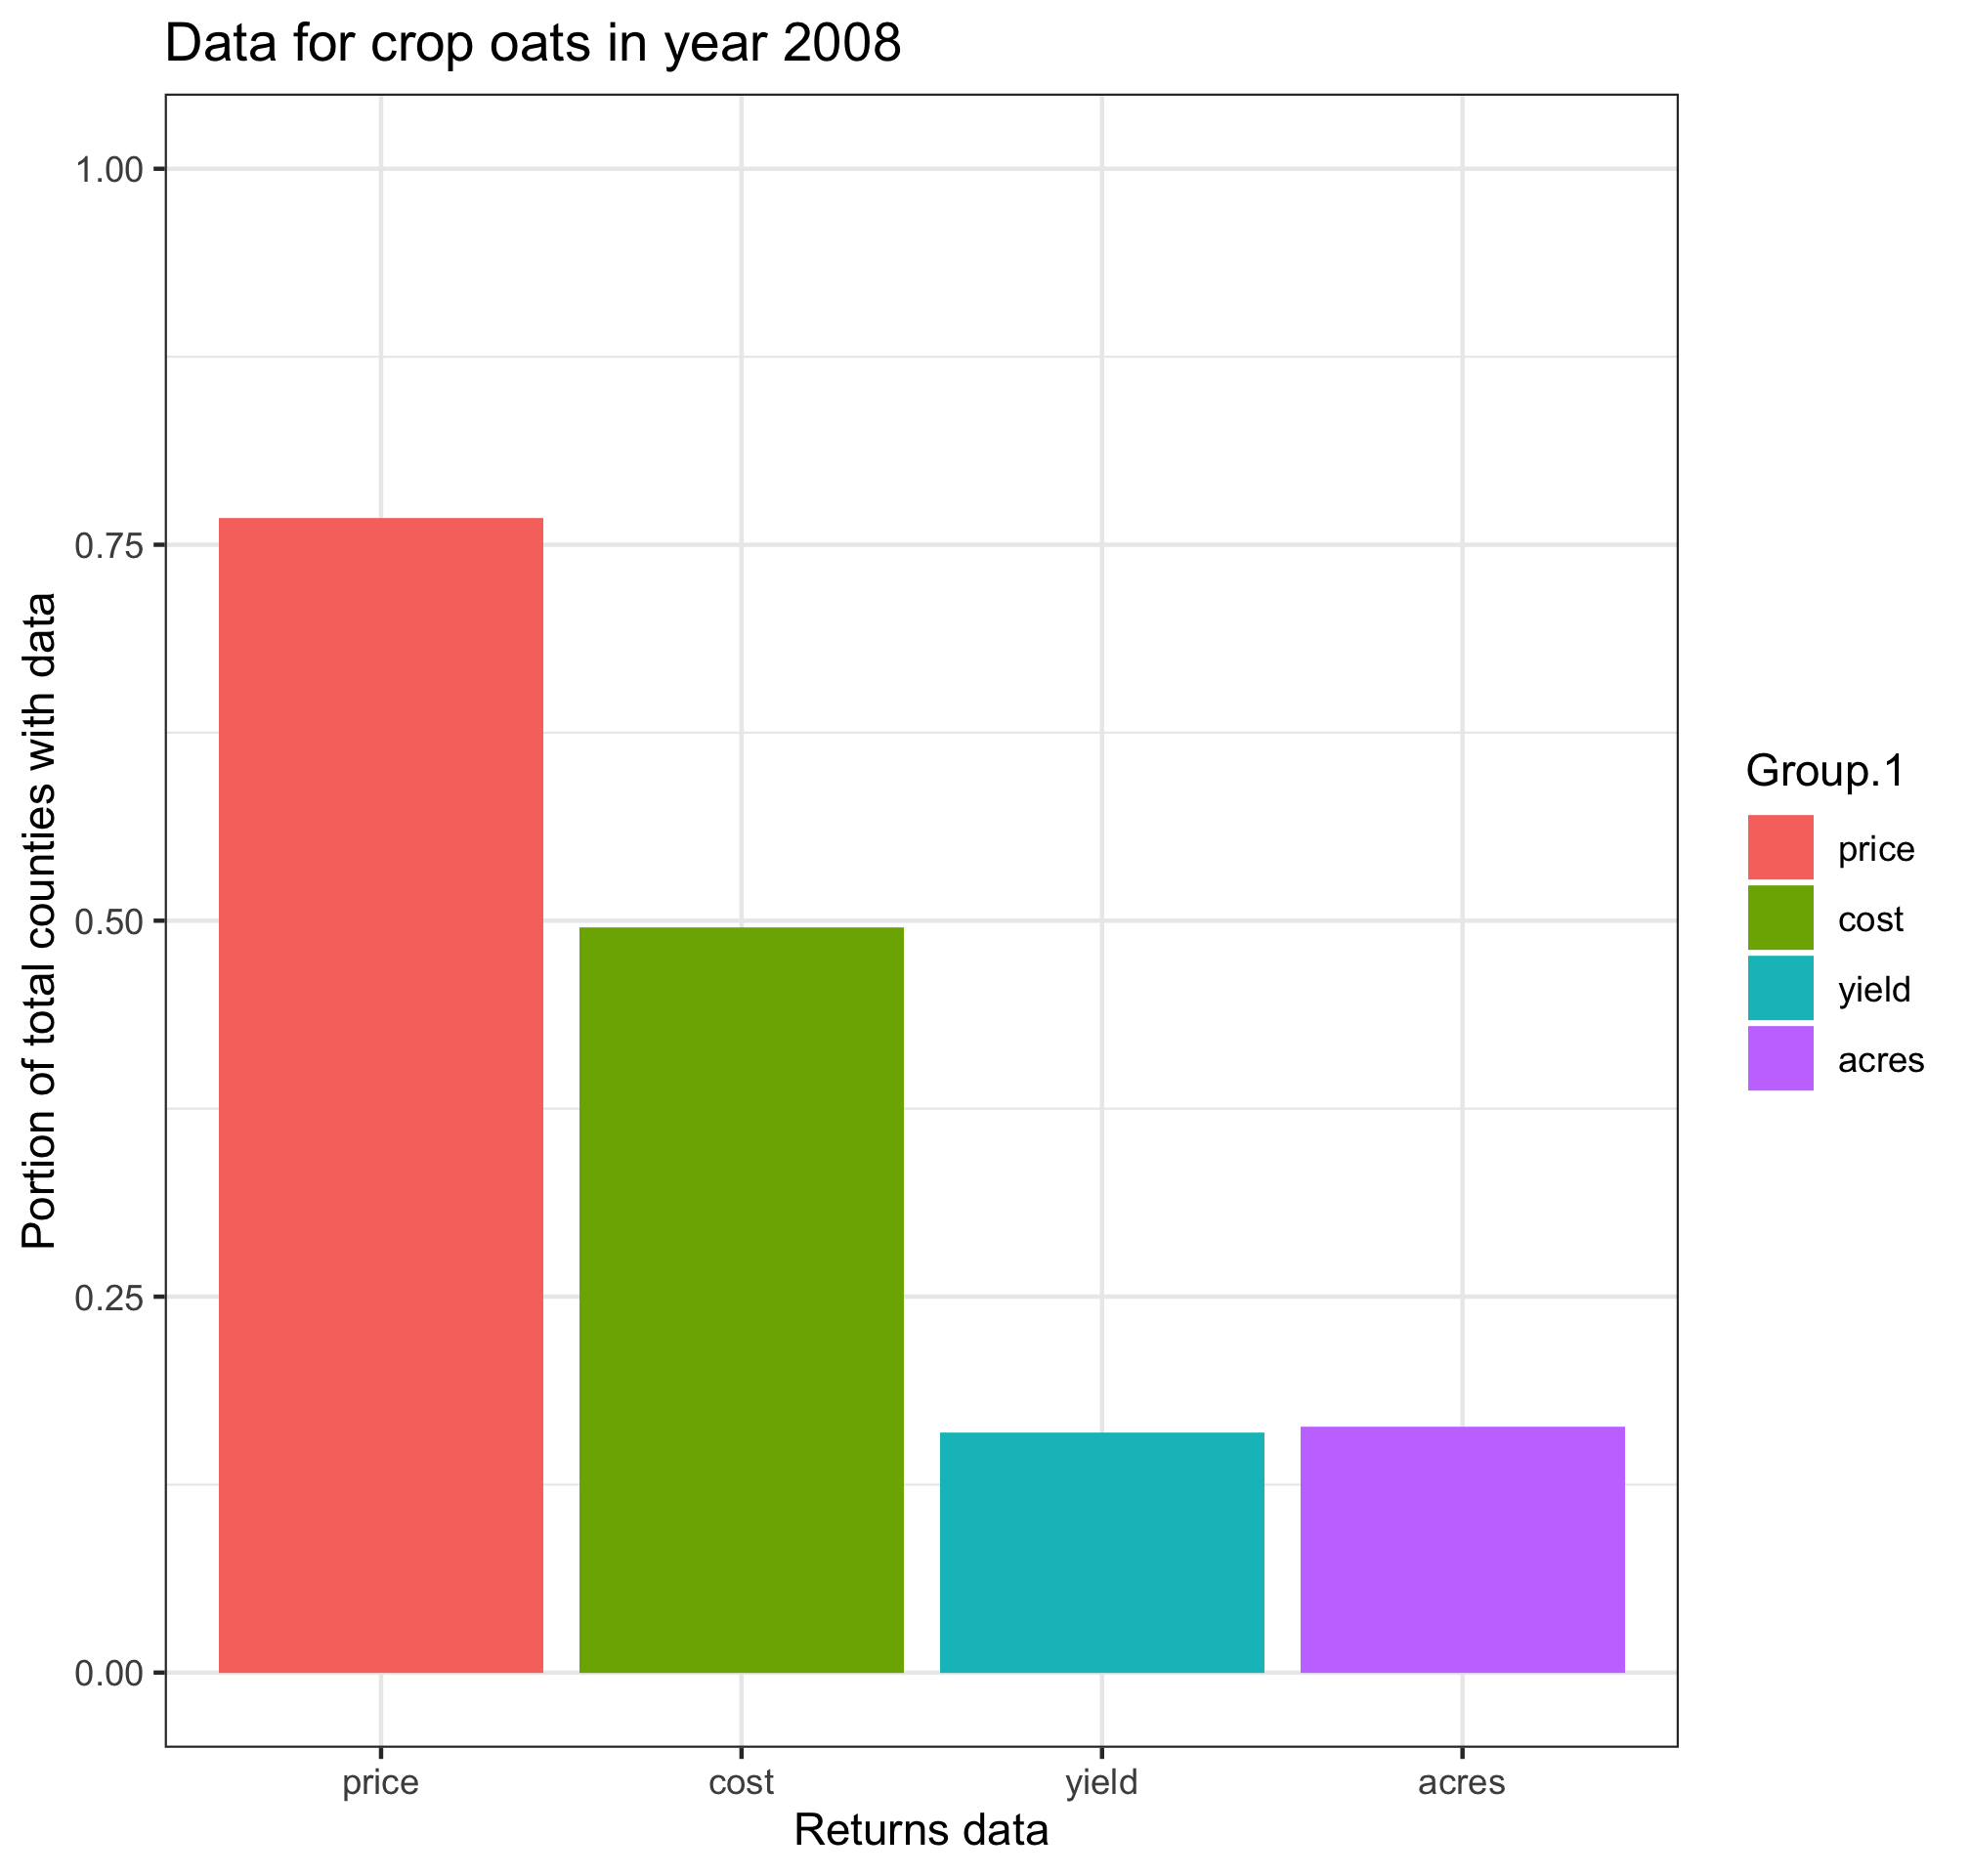 Data for crop oats in year 2008
Portion of total counties with data
1.00
0.75
0.50
0.25
0.00
price
cost
yield
acres
Returns data
Group.1
price
cost
yield
acres